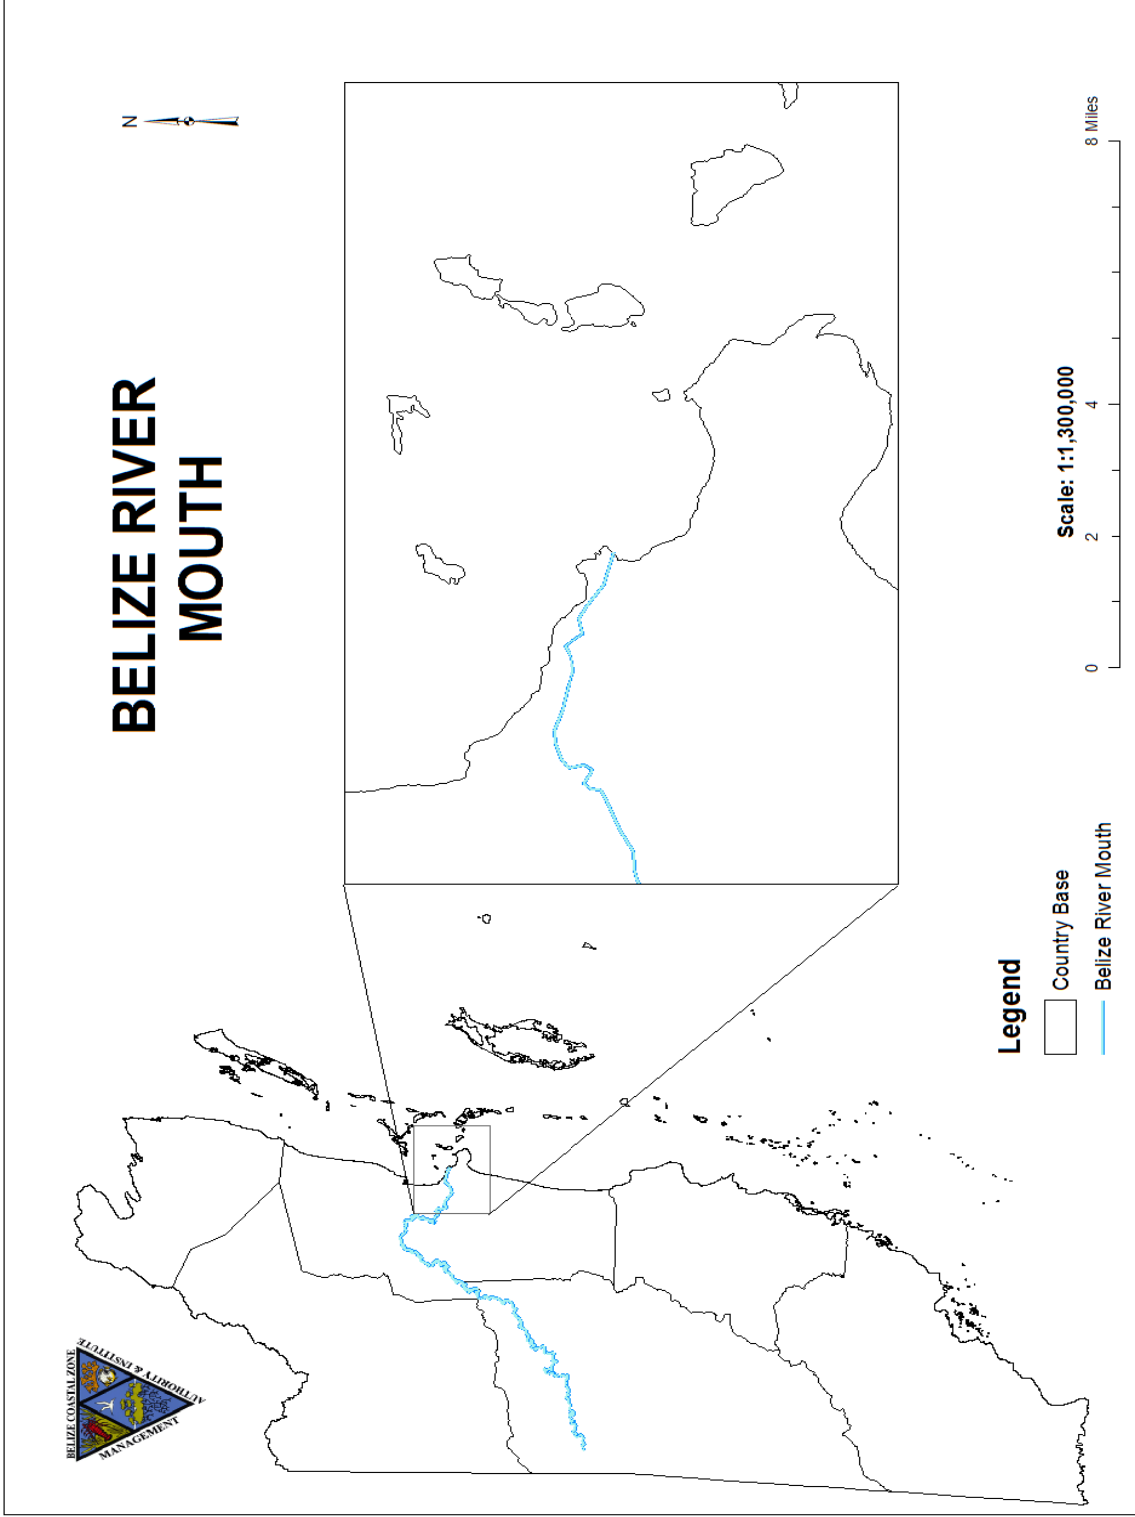 BELIZE RIVER
MOUTH
N
BELIZE COASTAL ZONE
MANAGEMENT
AUTHORITY & INSTITUTE
Legend
Country Base
Belize River Mouth
Scale: 1:1,300,000
0 2 4 8 Miles